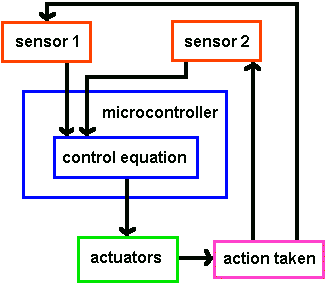 sensor 1
sensor 2
microcontroller
control equation
actuators
action taken